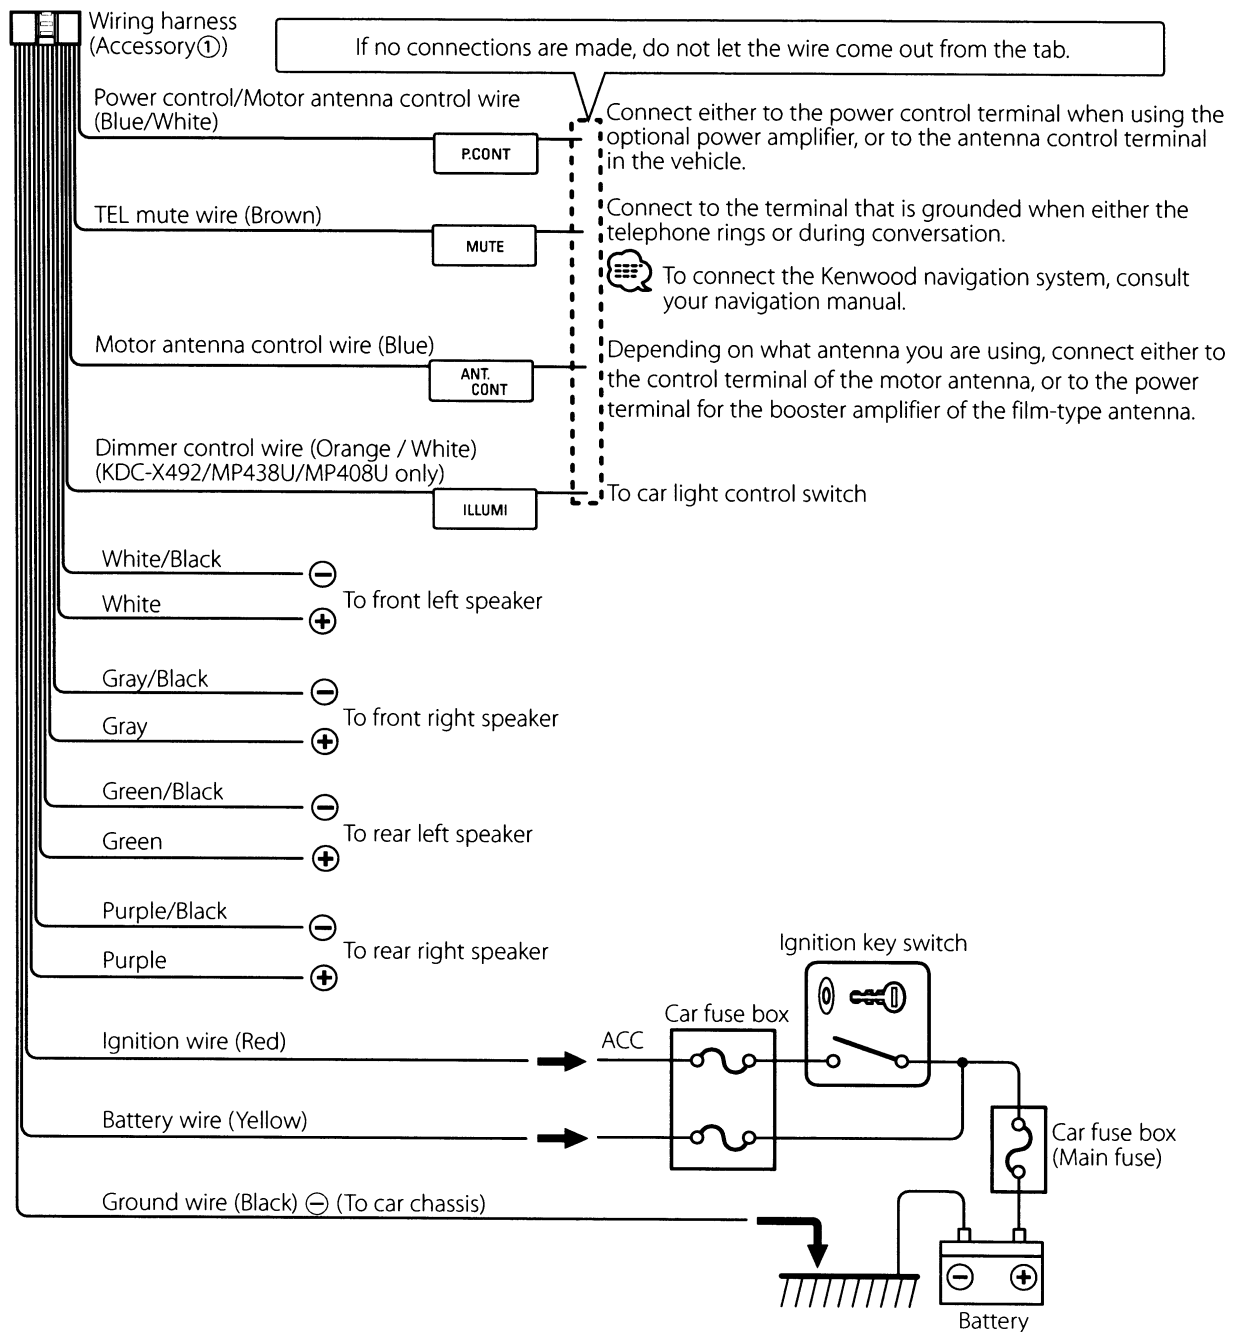 Wiring harness
(Accessory①)
If no connections are made, do not let the wire come out from the tab.
Power control/Motor antenna control wire
(Blue/White)
P.CONT
Connect either to the power control terminal when using the
optional power amplifier, or to the antenna control terminal
in the vehicle.
TEL mute wire (Brown)
MUTE
Connect to the terminal that is grounded when either the
telephone rings or during conversation.
To connect the Kenwood navigation system, consult
your navigation manual.
Motor antenna control wire (Blue)
ANT.
CONT
Depending on what antenna you are using, connect either to
the control terminal of the motor antenna, or to the power
terminal for the booster amplifier of the film-type antenna.
Dimmer control wire (Orange / White)
(KDC-X492/MP438U/MP408U only)
ILLUMI
To car light control switch
White/Black
⊖
White
⊕
To front left speaker
Gray/Black
⊖
Gray
⊕
To front right speaker
Green/Black
⊖
Green
⊕
To rear left speaker
Purple/Black
⊖
Purple
⊕
To rear right speaker
Ignition key switch
Car fuse box
Ignition wire (Red)
ACC
Battery wire (Yellow)
Car fuse box
(Main fuse)
Ground wire (Black) ⊖ (To car chassis)
⊖ ⊕
Battery